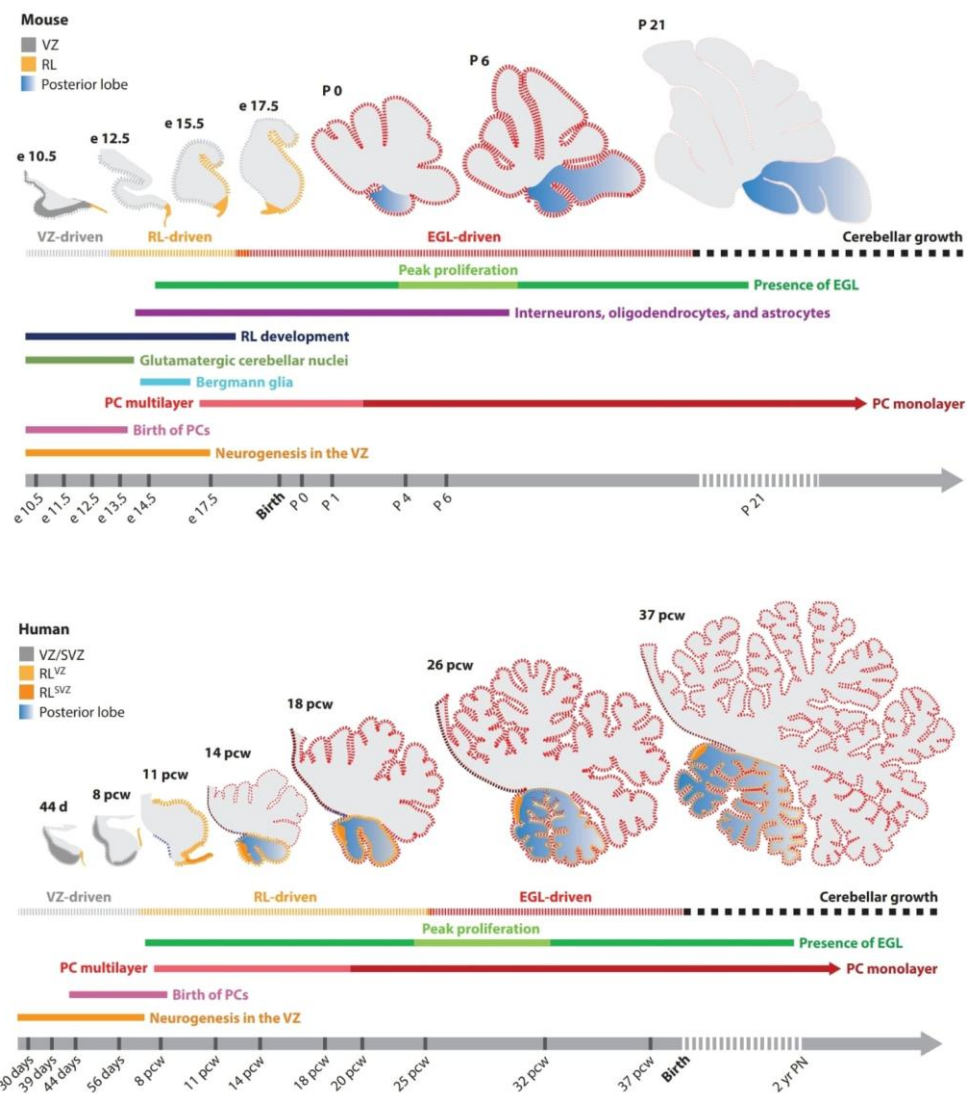 Mouse
VZ
RL
Posterior lobe
e 10.5
e 12.5
e 15.5
e 17.5
P 0
P 6
P 21
VZ-driven
RL-driven
EGL-driven
Cerebellar growth
Peak proliferation
Presence of EGL
Interneurons, oligodendrocytes, and astrocytes
RL development
Glutamatergic cerebellar nuclei
Bergmann glia
PC multilayer
PC monolayer
Birth of PCs
Neurogenesis in the VZ
e 10.5
e 11.5
e 12.5
e 13.5
e 14.5
e 17.5
Birth
P 0
P 1
P 4
P 6
P 21
Human
VZ/SVZ
RLVZ
RLSVZ
Posterior lobe
44 d
8 pcw
11 pcw
14 pcw
18 pcw
26 pcw
37 pcw
VZ-driven
RL-driven
EGL-driven
Cerebellar growth
Peak proliferation
Presence of EGL
PC multilayer
PC monolayer
Birth of PCs
Neurogenesis in the VZ
30 days
39 days
44 days
56 days
8 pcw
11 pcw
14 pcw
18 pcw
20 pcw
25 pcw
32 pcw
37 pcw
Birth
2 yr PN